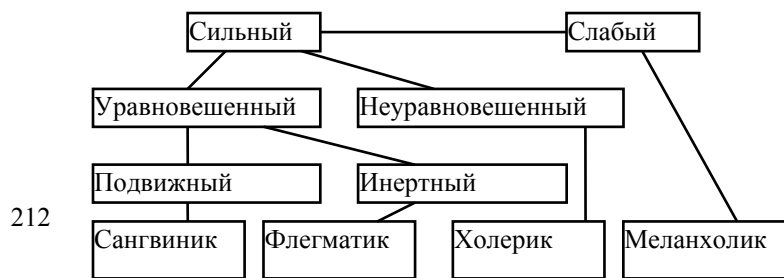 Сильный Слабый
Уравновешенный Неуравновешенный
Подвижный Инертный
212
Сангвиник Флегматик Холерик Меланхолик